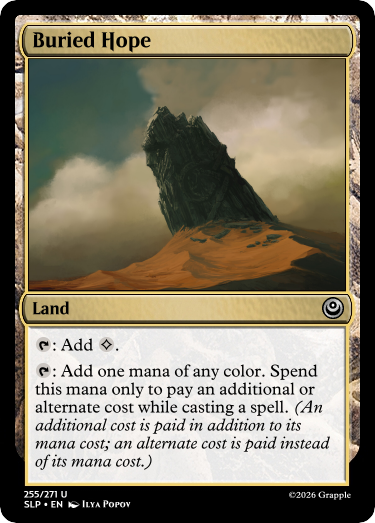 Buried Hope
Land
: Add .
: Add one mana of any color. Spend
this mana only to pay an additional or
alternate cost while casting a spell. (An
additional cost is paid in addition to its
mana cost; an alternate cost is paid instead
of its mana cost.)
255/271 U
SLP • EN Ilya Popov
©2026 Grapple